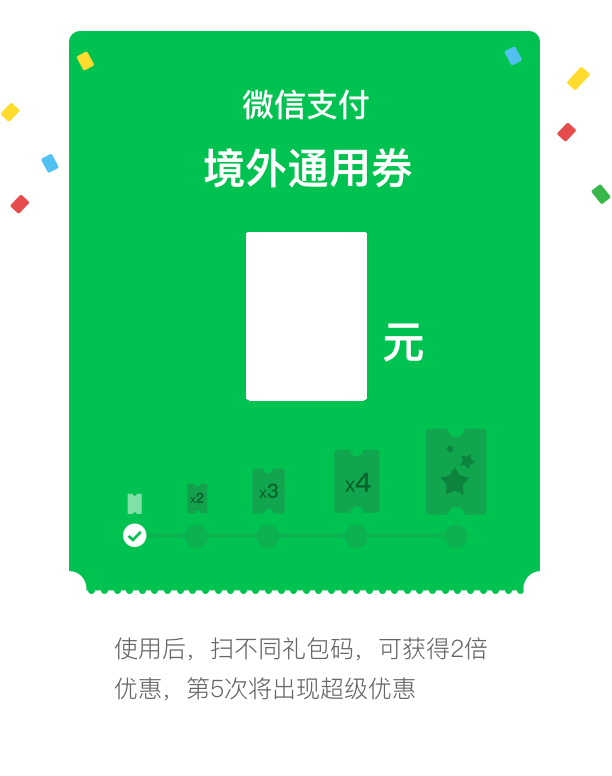 微信支付
境外通用券
元
x2
x3
x4
使用后，扫不同礼包码，可获得2倍
优惠，第5次将出现超级优惠